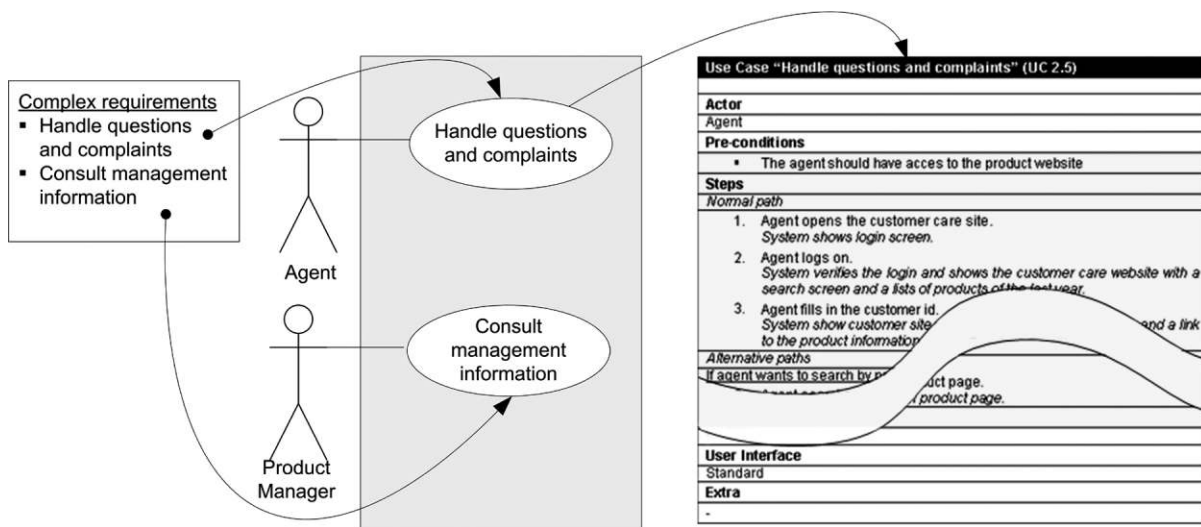 Complex requirements
▪ Handle questions
and complaints
▪ Consult management
information
Agent
Product
Manager
Handle questions
and complaints
Consult
management
information
Use Case “Handle questions and complaints” (UC 2.5)
Actor
Agent
Pre-conditions
▪ The agent should have acces to the product website
Steps
Normal path
1. Agent opens the customer care site.
System shows login screen.
2. Agent logs on.
System verifies the login and shows the customer care website with a
search screen and a lists of products of the last year.
3. Agent fills in the customer id.
System show customer site and a link
to the product information
Alternative paths
If agent wants to search by page.
product page.
User Interface
Standard
Extra
-